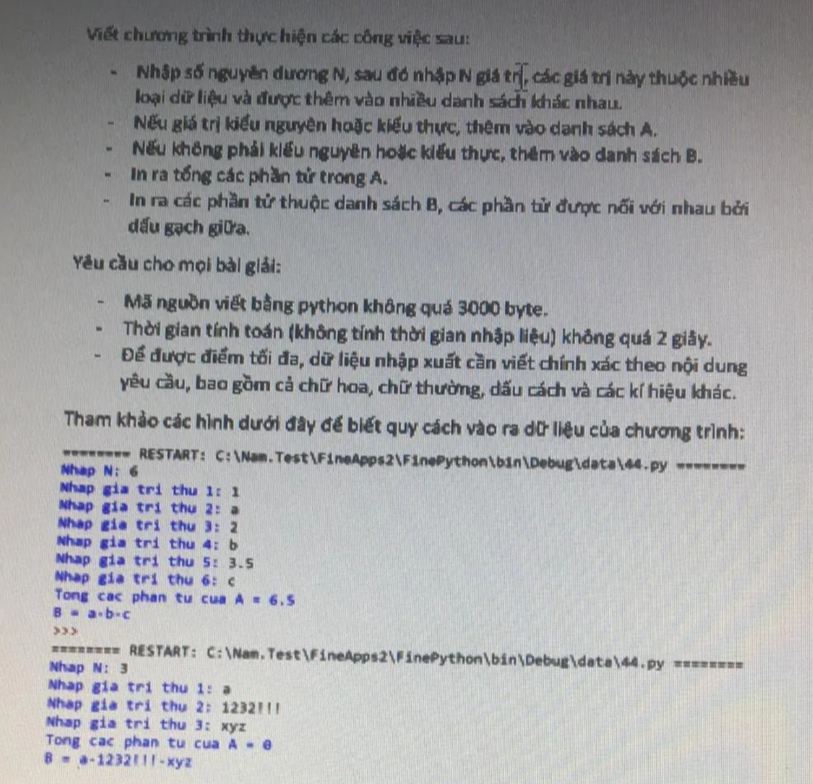 Viết chương trình thực hiện các công việc sau:
- Nhập số nguyên dương N, sau đó nhập N giá trị, các giá trị này thuộc nhiều
loại dữ liệu và được thêm vào nhiều danh sách khác nhau.
- Nếu giá trị kiểu nguyên hoặc kiểu thực, thêm vào danh sách A.
- Nếu không phải kiểu nguyên hoặc kiểu thực, thêm vào danh sách B.
- In ra tổng các phần tử trong A.
- In ra các phần tử thuộc danh sách B, các phần tử được nối với nhau bởi
dấu gạch giữa.
Yêu cầu cho mọi bài giải:
- Mã nguồn viết bằng python không quá 3000 byte.
- Thời gian tính toán (không tính thời gian nhập liệu) không quá 2 giây.
- Để được điểm tối đa, dữ liệu nhập xuất cần viết chính xác theo nội dung
yêu cầu, bao gồm cả chữ hoa, chữ thường, dấu cách và các kí hiệu khác.
Tham khảo các hình dưới đây để biết quy cách vào ra dữ liệu của chương trình:
======== RESTART: C:\Nam.Test\FineApps2\FinePython\bin\Debug\data\44.py ========
Nhap N: 6
Nhap gia tri thu 1: 1
Nhap gia tri thu 2: a
Nhap gia tri thu 3: 2
Nhap gia tri thu 4: b
Nhap gia tri thu 5: 3.5
Nhap gia tri thu 6: c
Tong cac phan tu cua A = 6.5
B = a-b-c
>>>
======== RESTART: C:\Nam.Test\FineApps2\FinePython\bin\Debug\data\44.py ========
Nhap N: 3
Nhap gia tri thu 1: a
Nhap gia tri thu 2: 1232!!!
Nhap gia tri thu 3: xyz
Tong cac phan tu cua A = 0
B = a-1232!!!-xyz